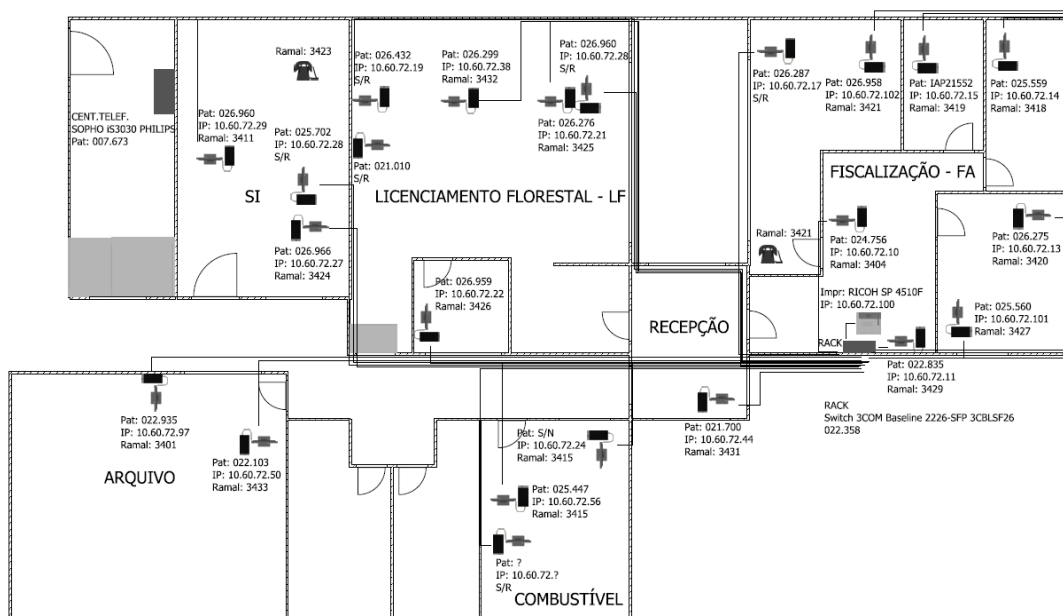 CENT.TELEF.
SOPHO iS3030 PHILIPS
Pat: 007.673
Ramal: 3423
Pat: 026.960
IP: 10.60.72.29
Ramal: 3411
Pat: 025.702
IP: 10.60.72.28
S/R
SI
Pat: 026.966
IP: 10.60.72.27
Ramal: 3424
Pat: 026.432
IP: 10.60.72.19
S/R
Pat: 026.299
IP: 10.60.72.38
Ramal: 3432
Pat: 026.960
IP: 10.60.72.28
S/R
Pat: 026.276
IP: 10.60.72.21
Ramal: 3425
Pat: 021.010
S/R
LICENCIAMENTO FLORESTAL - LF
Pat: 026.959
IP: 10.60.72.22
Ramal: 3426
RECEPÇÃO
Pat: 026.287
IP: 10.60.72.17
S/R
Pat: 026.958
IP: 10.60.72.102
Ramal: 3421
Pat: IAP21552
IP: 10.60.72.15
Ramal: 3419
Pat: 025.559
IP: 10.60.72.14
Ramal: 3418
FISCALIZAÇÃO - FA
Ramal: 3421
Pat: 024.756
IP: 10.60.72.10
Ramal: 3404
Pat: 026.275
IP: 10.60.72.13
Ramal: 3420
Impr: RICOH SP 4510F
IP: 10.60.72.100
Pat: 025.560
IP: 10.60.72.101
Ramal: 3427
RACK
Pat: 022.835
IP: 10.60.72.11
Ramal: 3429
RACK
Switch 3COM Baseline 2226-SFP 3CBLSF26
022.358
Pat: 022.935
IP: 10.60.72.97
Ramal: 3401
Pat: 022.103
IP: 10.60.72.50
Ramal: 3433
ARQUIVO
Pat: 021.700
IP: 10.60.72.44
Ramal: 3431
Pat: S/N
IP: 10.60.72.24
Ramal: 3415
Pat: 025.447
IP: 10.60.72.56
Ramal: 3415
Pat: ?
IP: 10.60.72.?
S/R
COMBUSTÍVEL